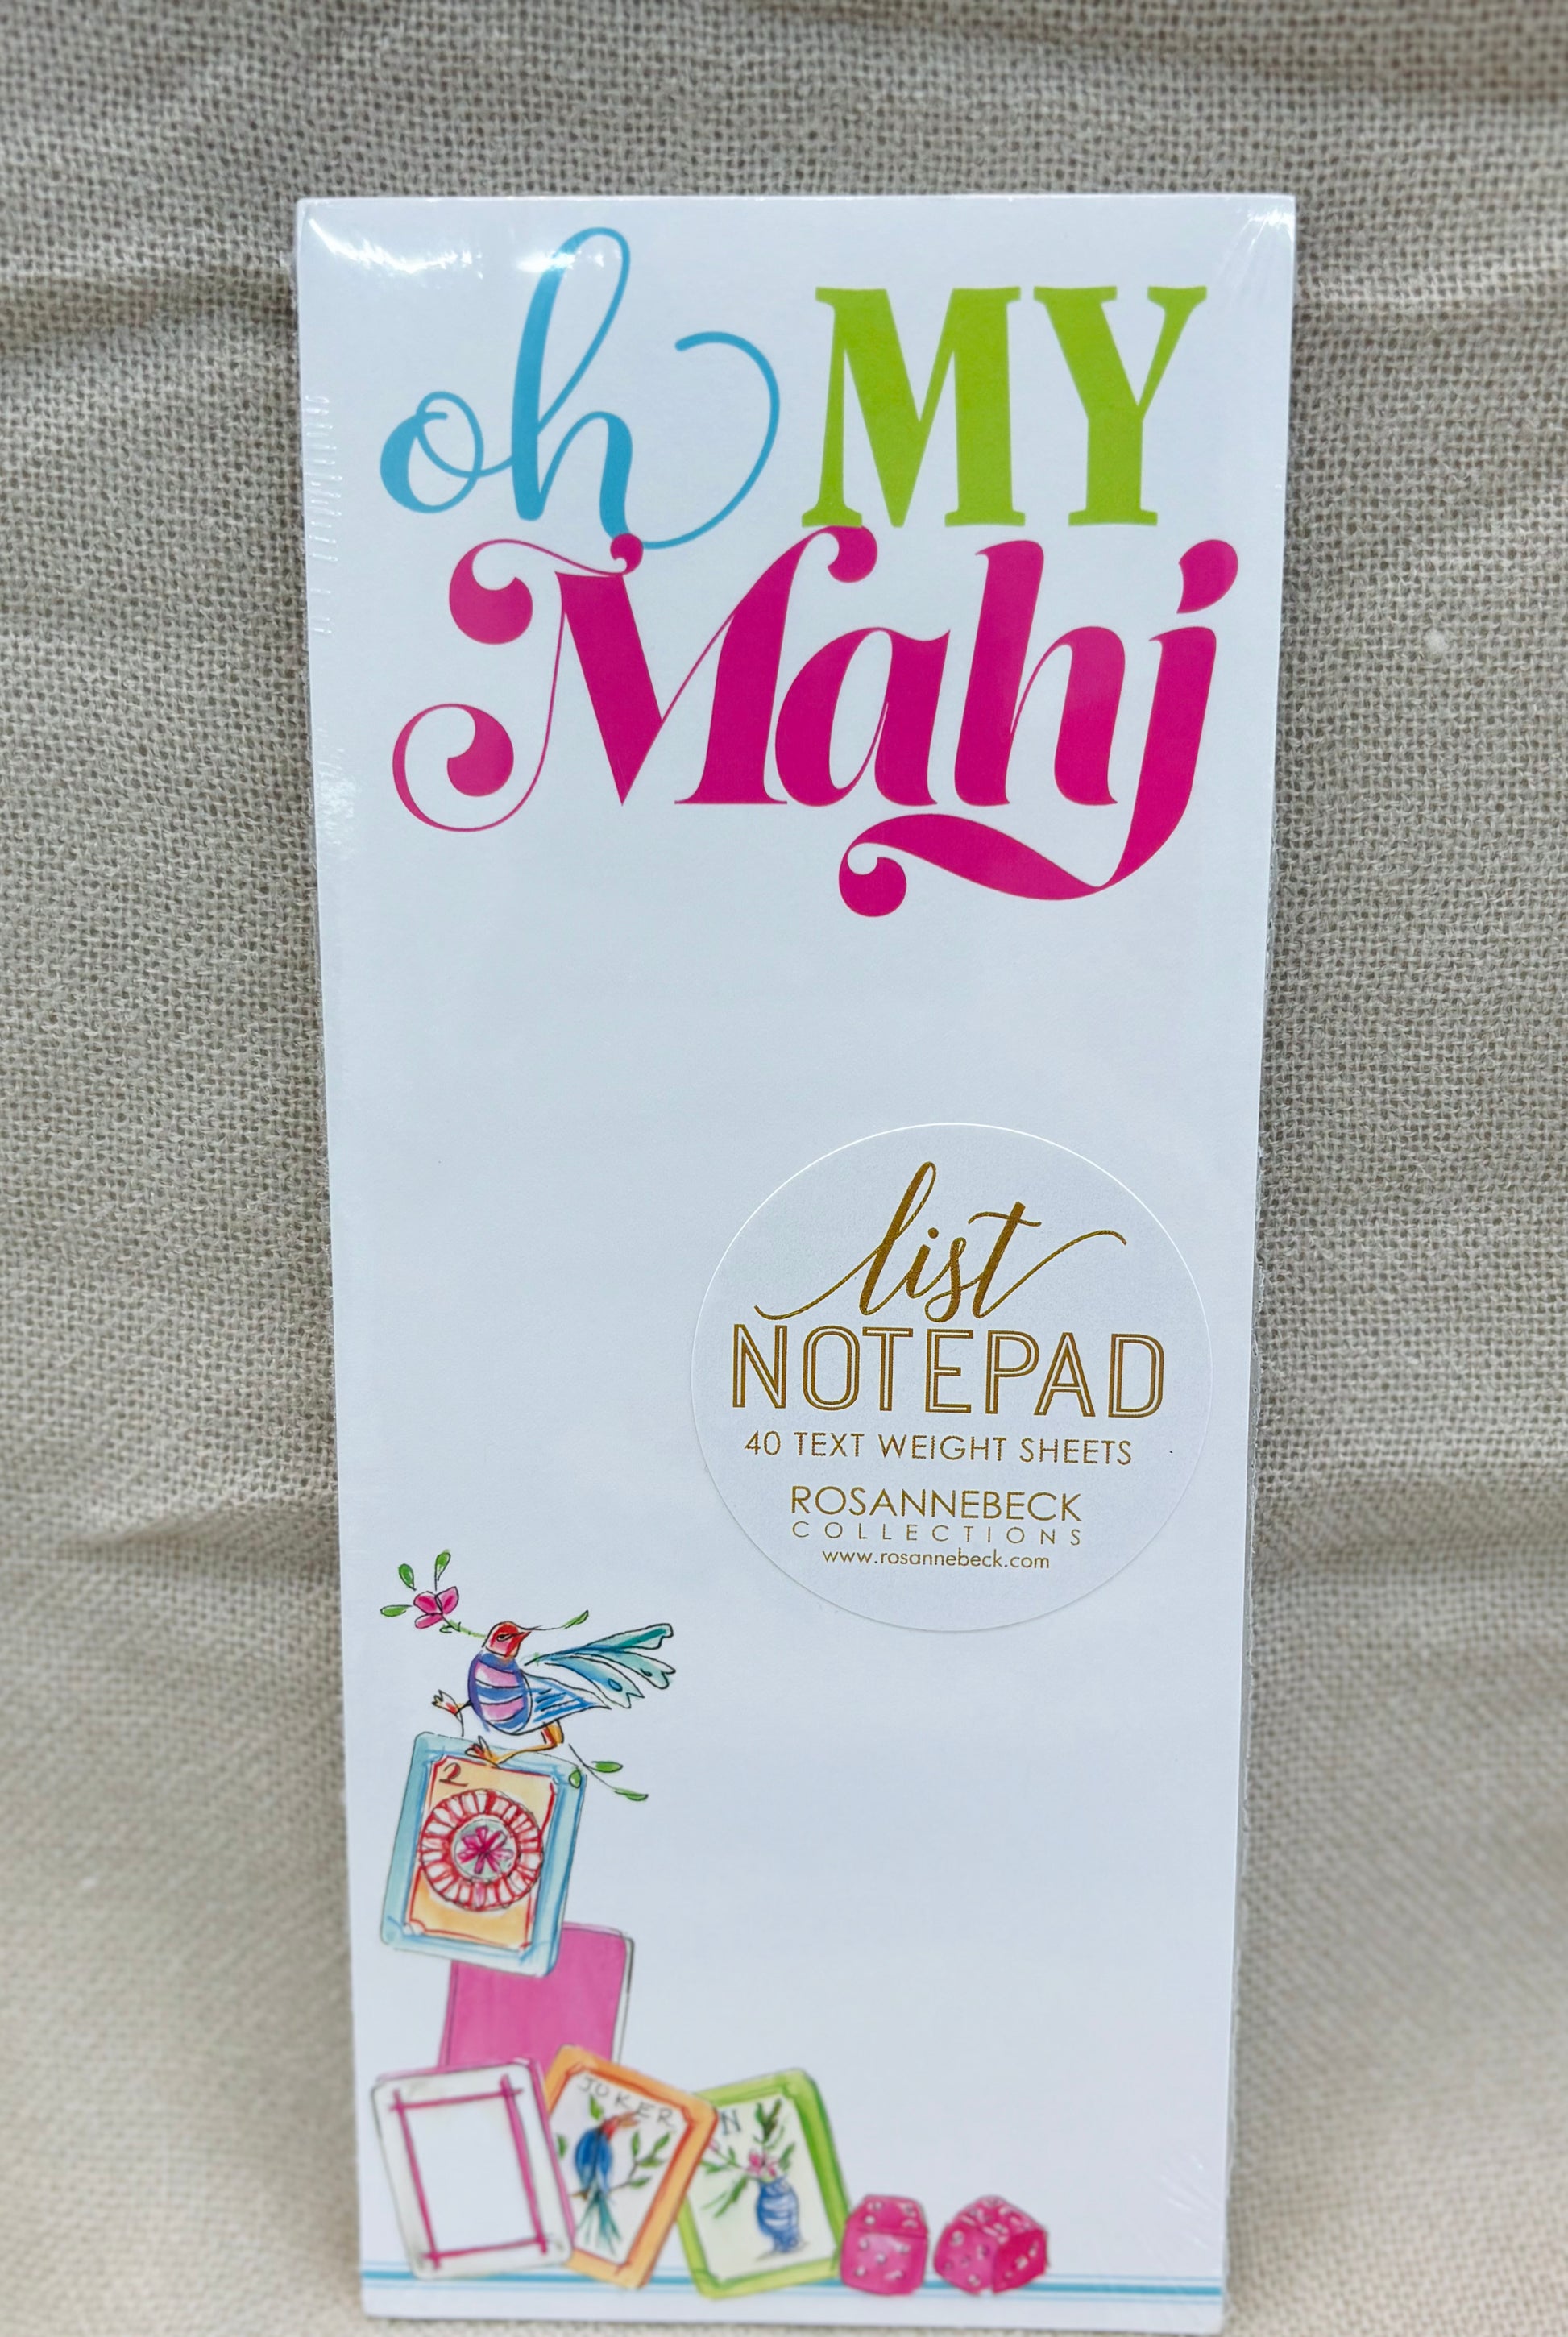 oh MY
Mahj
list
NOTEPAD
40 TEXT WEIGHT SHEETS
ROSANNEBECK
COLLECTIONS
www.rosannebeck.com
2
JOKER
N